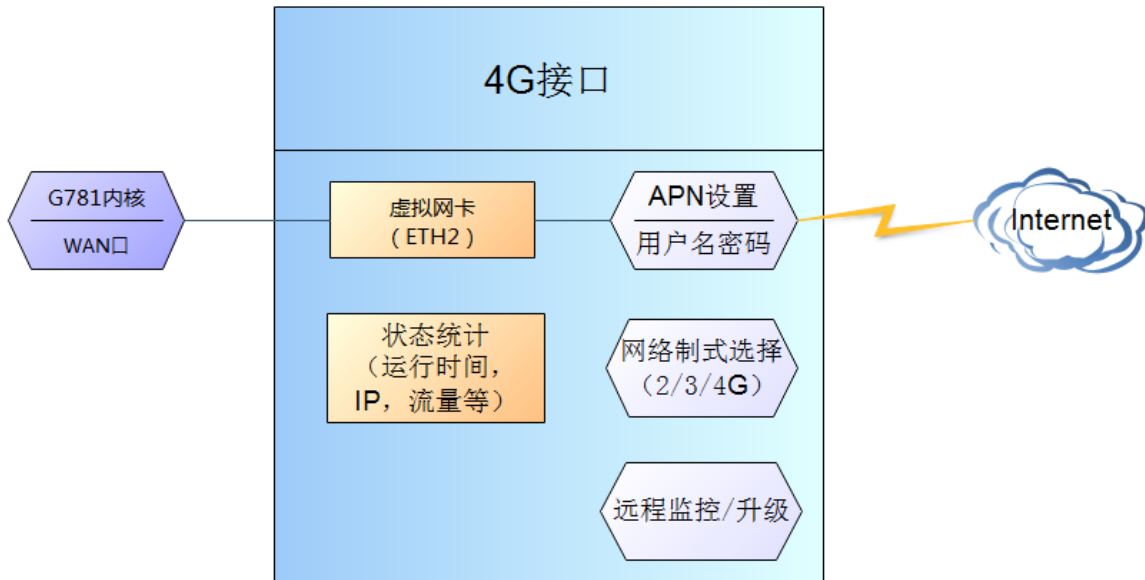 4G接口
G781内核
WAN口
虚拟网卡
（ETH2）
APN设置
用户名密码
Internet
状态统计
（运行时间，
IP，流量等）
网络制式选择
（2/3/4G）
远程监控/升级